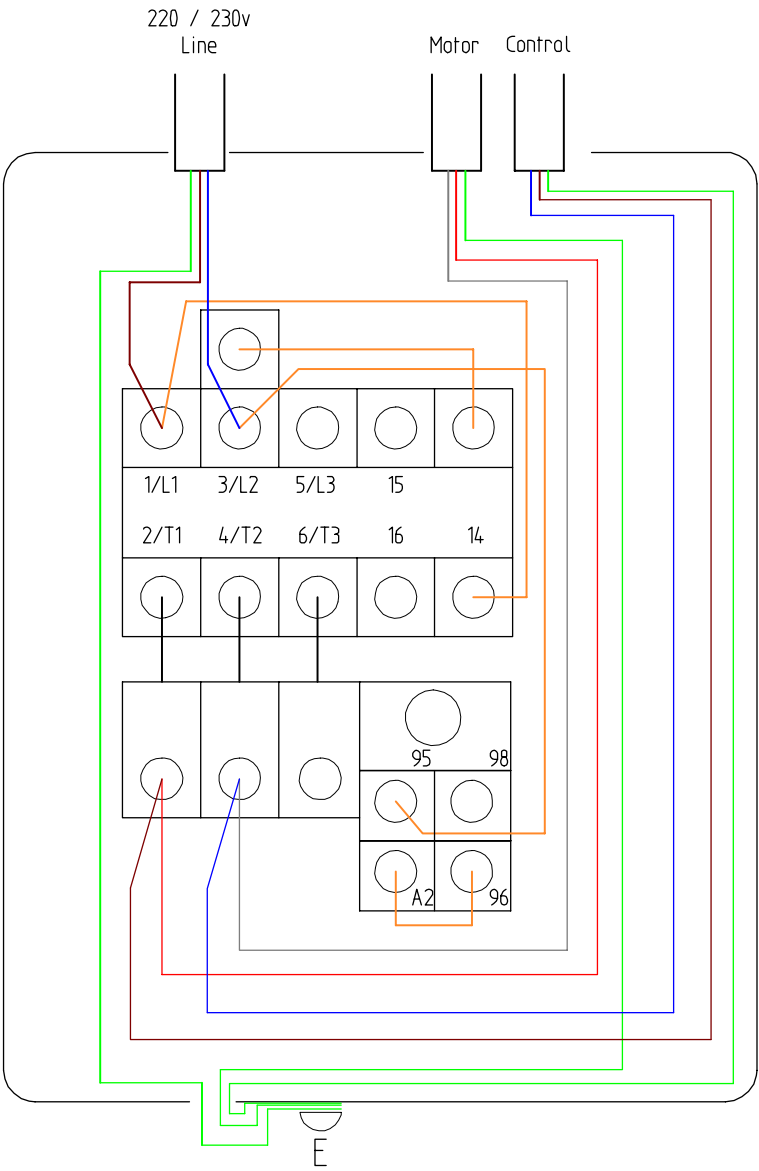 220 / 230v
Line
Motor
Control
1/L1
3/L2
5/L3
15
2/T1
4/T2
6/T3
16
14
95
98
A2
96
E